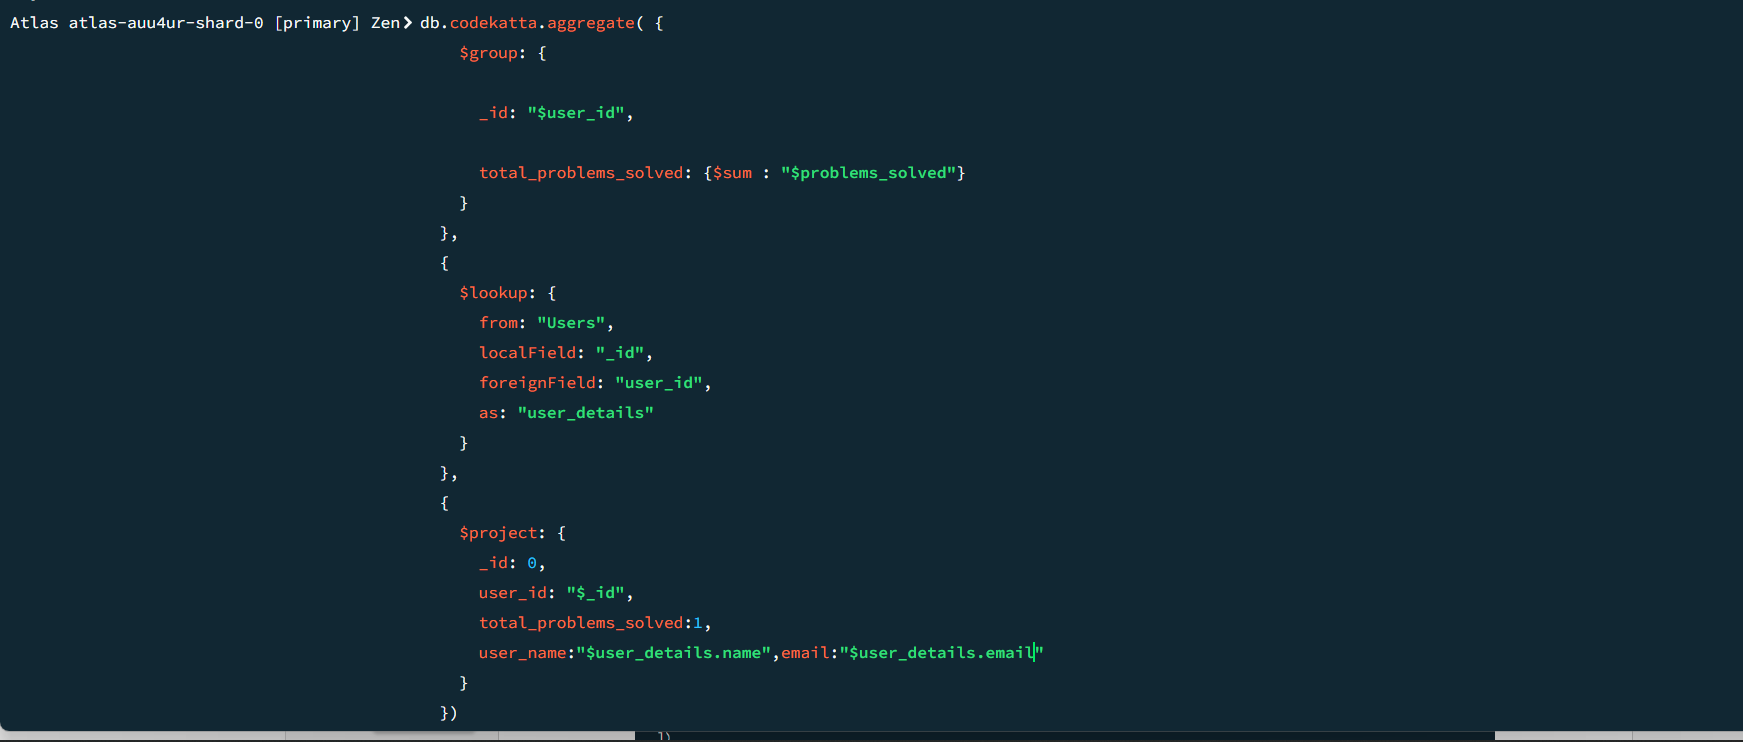 Atlas atlas-auu4ur-shard-0 [primary] Zen> db.codekatta.aggregate( {
$group: {
_id: "$user_id",
total_problems_solved: {$sum : "$problems_solved"}
}
},
{
$lookup: {
from: "Users",
localField: "_id",
foreignField: "user_id",
as: "user_details"
}
},
{
$project: {
_id: 0,
user_id: "$_id",
total_problems_solved:1,
user_name:"$user_details.name",email:"$user_details.email"
}
})